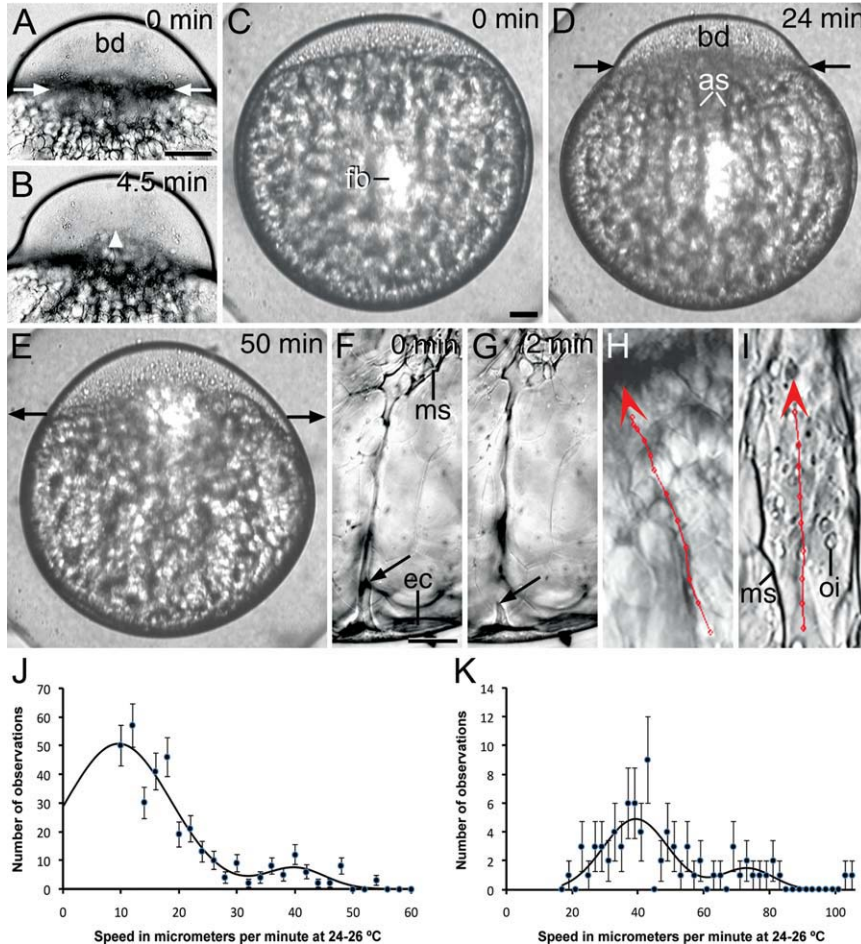 A 0 min
bd
B 4.5 min
C 0 min
fb
D 24 min
bd
as
E 50 min
F 0 min
ms
ec
G 2 min
H
I
ms
oi
J
Number of observations
70
60
50
40
30
20
10
0
0 20 40 60
Speed in micrometers per minute at 24-26 ºC
K
Number of observations
14
12
10
8
6
4
2
0
0 20 40 60 80 100
Speed in micrometers per minute at 24-26 ºC